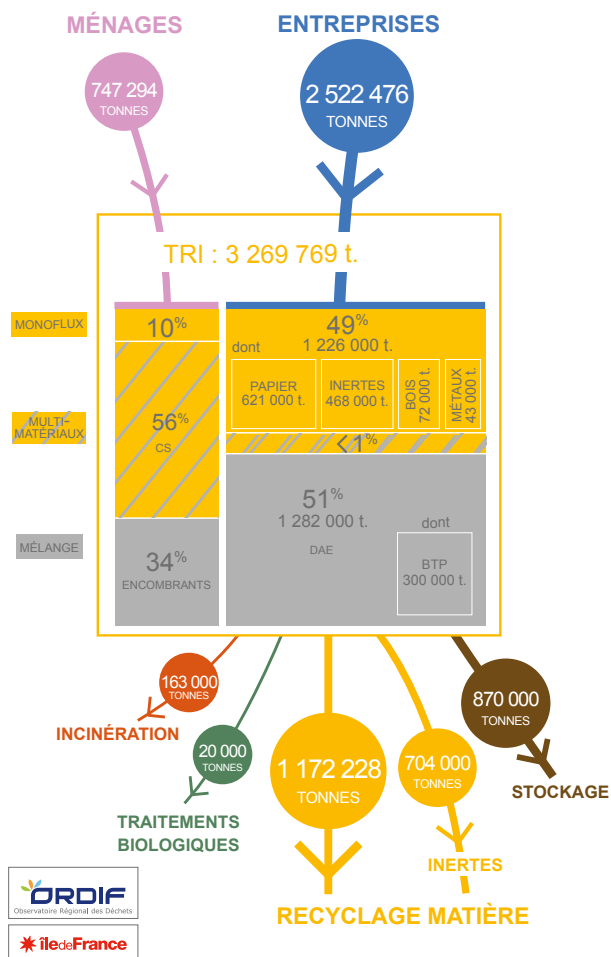 MÉNAGES
ENTREPRISES
747 294
TONNES
2 522 476
TONNES
TRI : 3 269 769 t.
MONOFLUX
10%
49%
dont
1 226 000 t.
PAPIER
621 000 t.
INERTES
468 000 t.
BOIS
72 000 t.
MÉTAUX
43 000 t.
MULTI-
MATÉRIAUX
56%
CS
<1%
MÉLANGE
34%
ENCOMBRANTS
51%
1 282 000 t.
DAE
dont
BTP
300 000 t.
163 000
TONNES
INCINÉRATION
20 000
TONNES
TRAITEMENTS
BIOLOGIQUES
1 172 228
TONNES
704 000
TONNES
870 000
TONNES
STOCKAGE
INERTES
RECYCLAGE MATIÈRE
ORDIF
Observatoire Régional des Déchets
îledeFrance